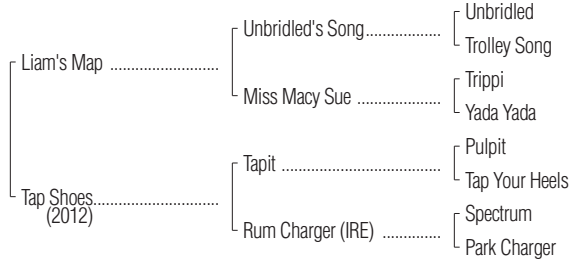 Unbridled
Unbridled's Song..................
Trolley Song
Liam's Map ..........................
Trippi
Miss Macy Sue ....................
Yada Yada
Pulpit
Tapit ......................................
Tap Your Heels
Tap Shoes..............................
(2012)
Spectrum
Rum Charger (IRE) ..............
Park Charger